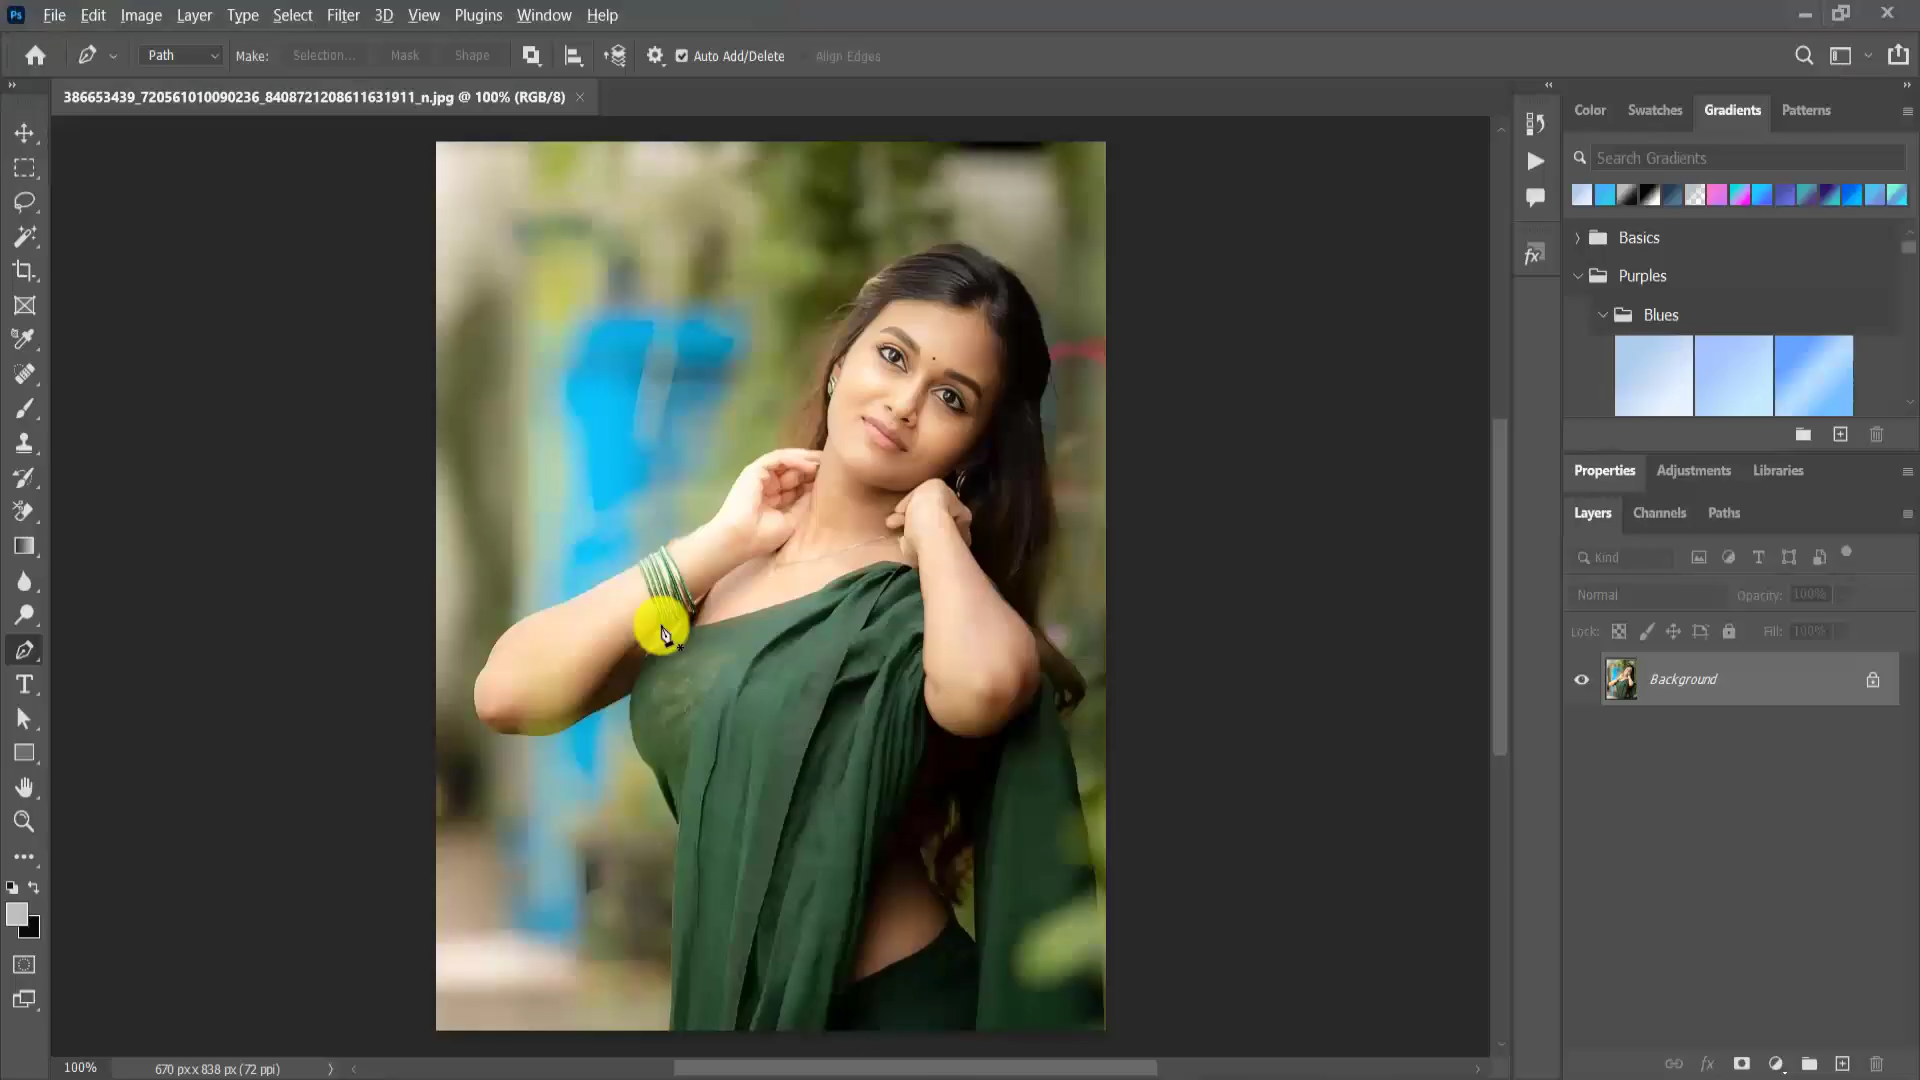 Ps File Edit Image Layer Type Select Filter 3D View Plugins Window Help
Path Make: Selection... Mask Shape Auto Add/Delete Align Edges
386653439_720561010090236_8408721208611631911_n.jpg @ 100% (RGB/8)
Color Swatches Gradients Patterns
Search Gradients
Basics
Purples
Blues
Properties Adjustments Libraries
Layers Channels Paths
Kind
Normal Opacity: 100%
Lock: Fill: 100%
Background
fx
T
100% 670 px x 838 px (72 ppi)
fx